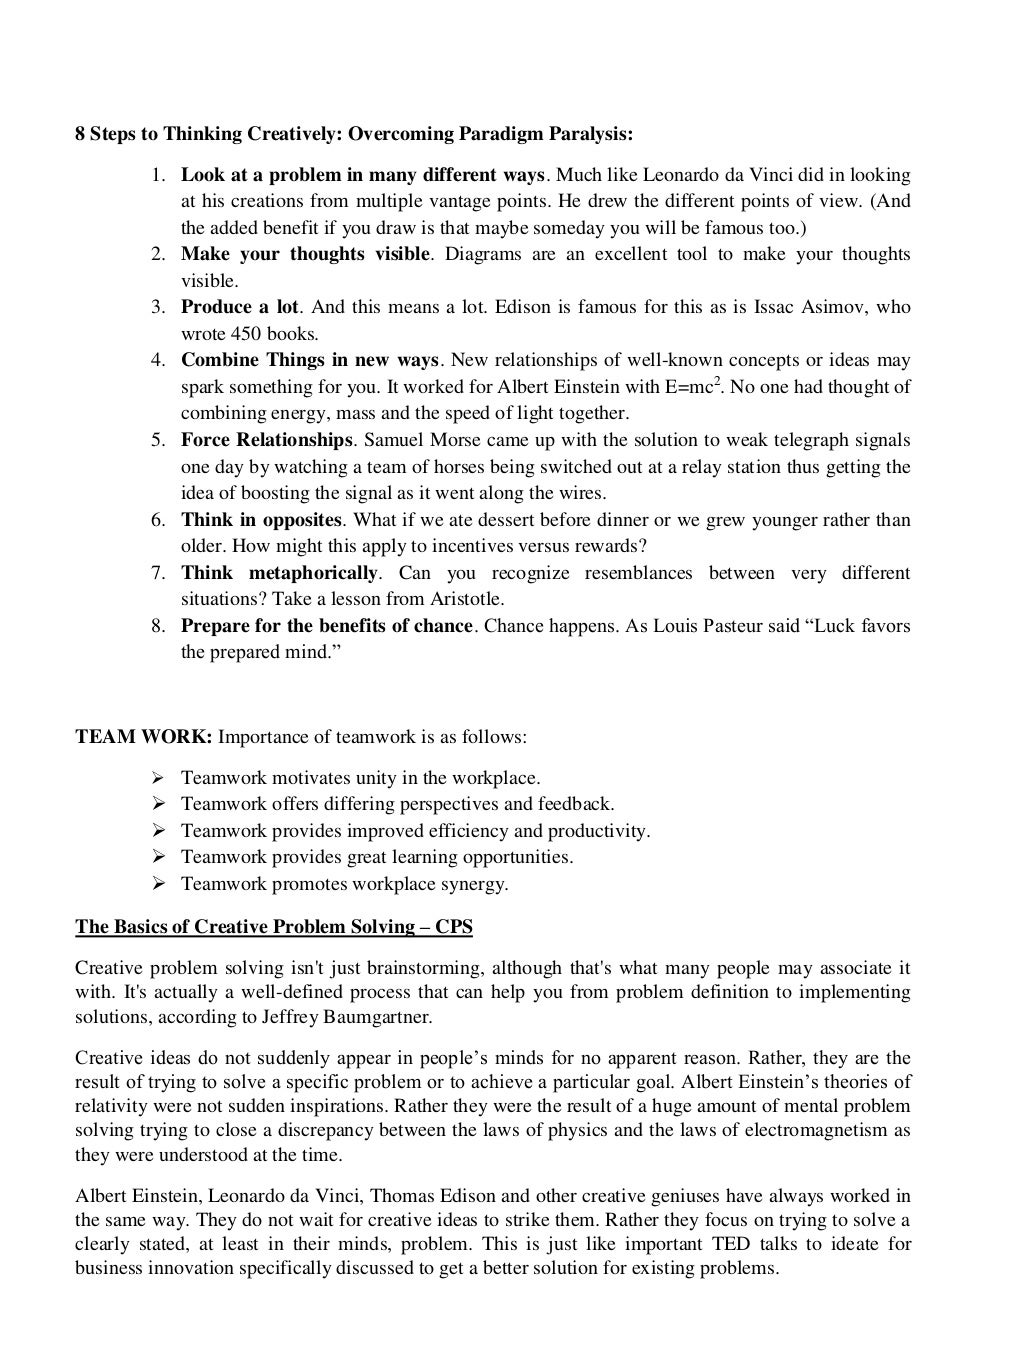 8 Steps to Thinking Creatively: Overcoming Paradigm Paralysis:
1. Look at a problem in many different ways. Much like Leonardo da Vinci did in looking
at his creations from multiple vantage points. He drew the different points of view. (And
the added benefit if you draw is that maybe someday you will be famous too.)
2. Make your thoughts visible. Diagrams are an excellent tool to make your thoughts
visible.
3. Produce a lot. And this means a lot. Edison is famous for this as is Issac Asimov, who
wrote 450 books.
4. Combine Things in new ways. New relationships of well-known concepts or ideas may
spark something for you. It worked for Albert Einstein with E=mc². No one had thought of
combining energy, mass and the speed of light together.
5. Force Relationships. Samuel Morse came up with the solution to weak telegraph signals
one day by watching a team of horses being switched out at a relay station thus getting the
idea of boosting the signal as it went along the wires.
6. Think in opposites. What if we ate dessert before dinner or we grew younger rather than
older. How might this apply to incentives versus rewards?
7. Think metaphorically. Can you recognize resemblances between very different
situations? Take a lesson from Aristotle.
8. Prepare for the benefits of chance. Chance happens. As Louis Pasteur said “Luck favors
the prepared mind.”
TEAM WORK: Importance of teamwork is as follows:
➢ Teamwork motivates unity in the workplace.
➢ Teamwork offers differing perspectives and feedback.
➢ Teamwork provides improved efficiency and productivity.
➢ Teamwork provides great learning opportunities.
➢ Teamwork promotes workplace synergy.
The Basics of Creative Problem Solving – CPS
Creative problem solving isn't just brainstorming, although that's what many people may associate it
with. It's actually a well-defined process that can help you from problem definition to implementing
solutions, according to Jeffrey Baumgartner.
Creative ideas do not suddenly appear in people’s minds for no apparent reason. Rather, they are the
result of trying to solve a specific problem or to achieve a particular goal. Albert Einstein’s theories of
relativity were not sudden inspirations. Rather they were the result of a huge amount of mental problem
solving trying to close a discrepancy between the laws of physics and the laws of electromagnetism as
they were understood at the time.
Albert Einstein, Leonardo da Vinci, Thomas Edison and other creative geniuses have always worked in
the same way. They do not wait for creative ideas to strike them. Rather they focus on trying to solve a
clearly stated, at least in their minds, problem. This is just like important TED talks to ideate for
business innovation specifically discussed to get a better solution for existing problems.